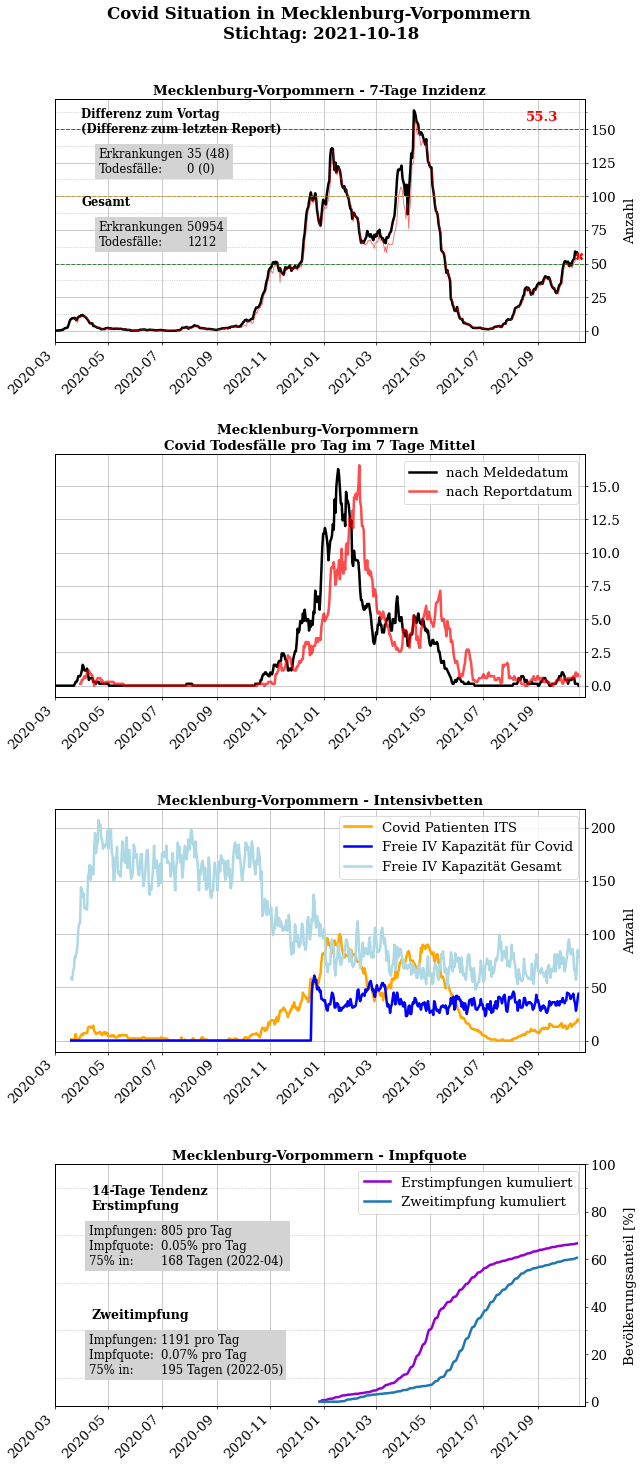 Covid Situation in Mecklenburg-Vorpommern
Stichtag: 2021-10-18
Mecklenburg-Vorpommern - 7-Tage Inzidenz
Differenz zum Vortag
(Differenz zum letzten Report)
Erkrankungen 35 (48)
Todesfälle: 0 (0)
Gesamt
Erkrankungen 50954
Todesfälle: 1212
55.3
150
125
100
75
50
25
0
Anzahl
2020-03
2020-05
2020-07
2020-09
2020-11
2021-01
2021-03
2021-05
2021-07
2021-09
Mecklenburg-Vorpommern
Covid Todesfälle pro Tag im 7 Tage Mittel
nach Meldedatum
nach Reportdatum
15.0
12.5
10.0
7.5
5.0
2.5
0.0
2020-03
2020-05
2020-07
2020-09
2020-11
2021-01
2021-03
2021-05
2021-07
2021-09
Mecklenburg-Vorpommern - Intensivbetten
Covid Patienten ITS
Freie IV Kapazität für Covid
Freie IV Kapazität Gesamt
200
150
100
50
0
Anzahl
2020-03
2020-05
2020-07
2020-09
2020-11
2021-01
2021-03
2021-05
2021-07
2021-09
Mecklenburg-Vorpommern - Impfquote
14-Tage Tendenz
Erstimpfung
Impfungen: 805 pro Tag
Impfquote: 0.05% pro Tag
75% in: 168 Tagen (2022-04)
Zweitimpfung
Impfungen: 1191 pro Tag
Impfquote: 0.07% pro Tag
75% in: 195 Tagen (2022-05)
Erstimpfungen kumuliert
Zweitimpfung kumuliert
100
80
60
40
20
0
Bevölkerungsanteil [%]
2020-03
2020-05
2020-07
2020-09
2020-11
2021-01
2021-03
2021-05
2021-07
2021-09